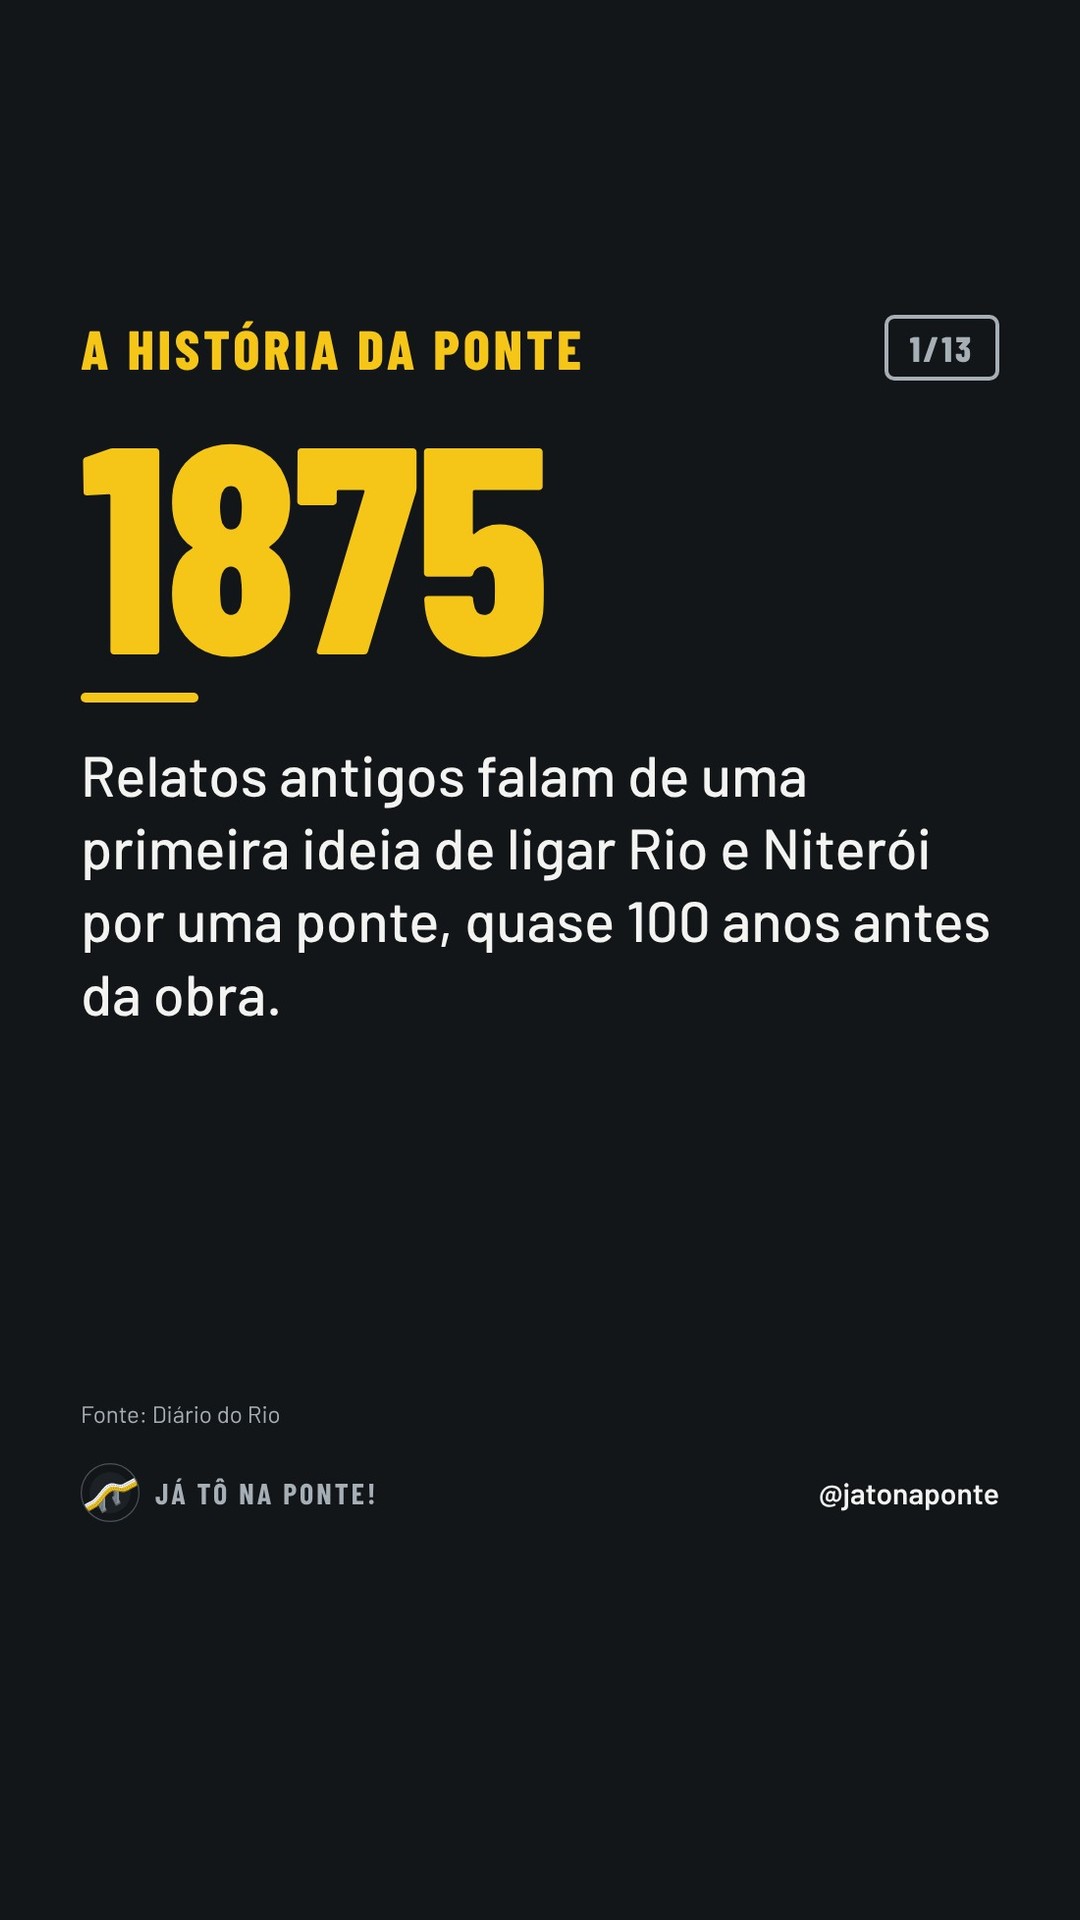 A HISTÓRIA DA PONTE
1/13
1875
Relatos antigos falam de uma
primeira ideia de ligar Rio e Niterói
por uma ponte, quase 100 anos antes
da obra.
Fonte: Diário do Rio
JÁ TÔ NA PONTE!
@jatonaponte